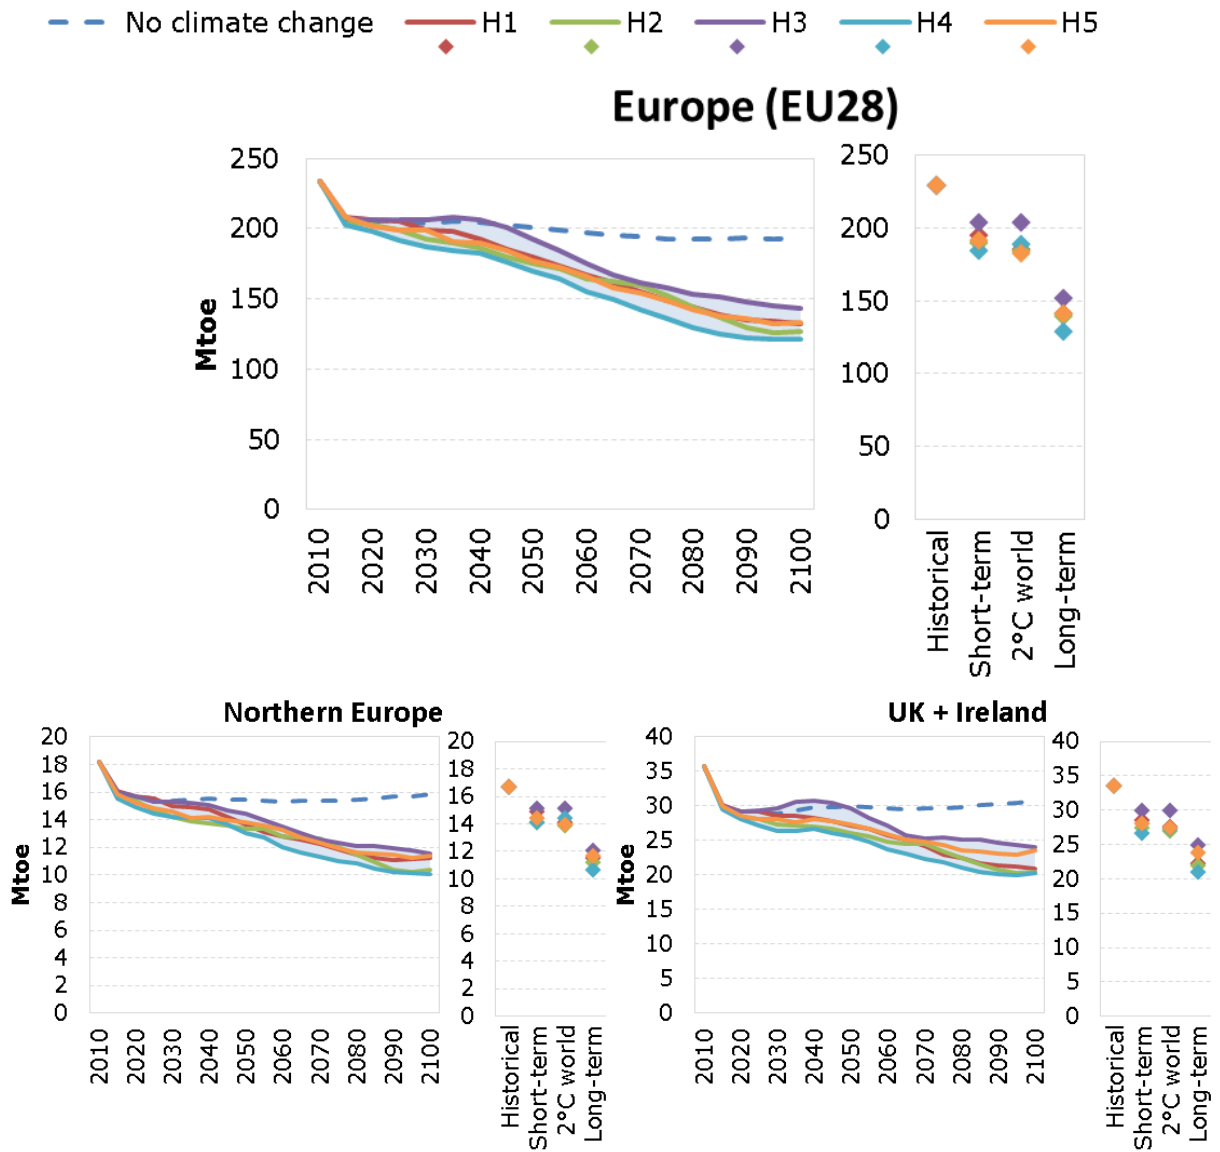 No climate change H1 H2 H3 H4 H5
Europe (EU28)
250
200
150
100
50
0
Mtoe
2010 2020 2030 2040 2050 2060 2070 2080 2090 2100
250
200
150
100
50
0
Historical
Short-term
2°C world
Long-term
Northern Europe
20
18
16
14
12
10
8
6
4
2
0
Mtoe
2010 2020 2030 2040 2050 2060 2070 2080 2090 2100
20
18
16
14
12
10
8
6
4
2
0
Historical
Short-term
2°C world
Long-term
UK + Ireland
40
35
30
25
20
15
10
5
0
Mtoe
2010 2020 2030 2040 2050 2060 2070 2080 2090 2100
40
35
30
25
20
15
10
5
0
Historical
Short-term
2°C world
Long-term